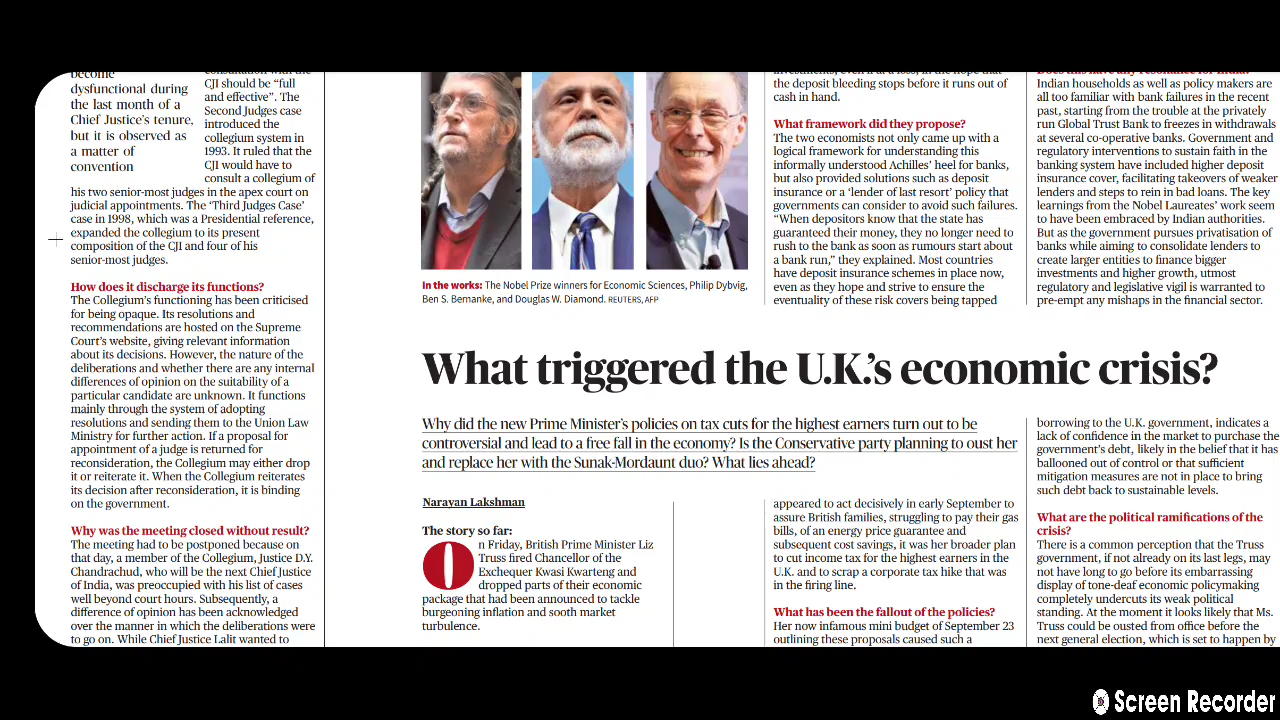 become
dysfunctional during
the last month of a
Chief Justice's tenure,
but it is observed as
a matter of
convention
consultation with the
CJI should be “full
and effective”. The
Second Judges case
introduced the
collegium system in
1993. It ruled that the
CJI would have to
consult a collegium of
his two senior-most judges in the apex court on
judicial appointments. The ‘Third Judges Case’
case in 1998, which was a Presidential reference,
expanded the collegium to its present
composition of the CJI and four of his
senior-most judges.
How does it discharge its functions?
The Collegium’s functioning has been criticised
for being opaque. Its resolutions and
recommendations are hosted on the Supreme
Court’s website, giving relevant information
about its decisions. However, the nature of the
deliberations and whether there are any internal
differences of opinion on the suitability of a
particular candidate are unknown. It functions
mainly through the system of adopting
resolutions and sending them to the Union Law
Ministry for further action. If a proposal for
appointment of a judge is returned for
reconsideration, the Collegium may either drop
it or reiterate it. When the Collegium reiterates
its decision after reconsideration, it is binding
on the government.
Why was the meeting closed without result?
The meeting had to be postponed because on
that day, a member of the Collegium, Justice D.Y.
Chandrachud, who will be the next Chief Justice
of India, was preoccupied with his list of cases
well beyond court hours. Subsequently, a
difference of opinion has been acknowledged
over the manner in which the deliberations were
to go on. While Chief Justice Lalit wanted to
In the works: The Nobel Prize winners for Economic Sciences, Philip Dybvig,
Ben S. Bernanke, and Douglas W. Diamond. REUTERS, AFP
investments, even if at a loss, in the hope that
the deposit bleeding stops before it runs out of
cash in hand.
What framework did they propose?
The two economists not only came up with a
logical framework for understanding this
informally understood Achilles’ heel for banks,
but also provided solutions such as deposit
insurance or a ‘lender of last resort’ policy that
governments can consider to avoid such failures.
“When depositors know that the state has
guaranteed their money, they no longer need to
rush to the bank as soon as rumours start about
a bank run,” they explained. Most countries
have deposit insurance schemes in place now,
even as they hope and strive to ensure the
eventuality of these risk covers being tapped
Does this have any resonance for India?
Indian households as well as policy makers are
all too familiar with bank failures in the recent
past, starting from the trouble at the privately
run Global Trust Bank to freezes in withdrawals
at several co-operative banks. Government and
regulatory interventions to sustain faith in the
banking system have included higher deposit
insurance cover, facilitating takeovers of weaker
lenders and steps to rein in bad loans. The key
learnings from the Nobel Laureates’ work seem
to have been embraced by Indian authorities.
But as the government pursues privatisation of
banks while aiming to consolidate lenders to
create larger entities to finance bigger
investments and higher growth, utmost
regulatory and legislative vigil is warranted to
pre-empt any mishaps in the financial sector.
What triggered the U.K.’s economic crisis?
Why did the new Prime Minister’s policies on tax cuts for the highest earners turn out to be
controversial and lead to a free fall in the economy? Is the Conservative party planning to oust her
and replace her with the Sunak-Mordaunt duo? What lies ahead?
Narayan Lakshman
The story so far:
On Friday, British Prime Minister Liz
Truss fired Chancellor of the
Exchequer Kwasi Kwarteng and
dropped parts of their economic
package that had been announced to tackle
burgeoning inflation and sooth market
turbulence.
appeared to act decisively in early September to
assure British families, struggling to pay their gas
bills, of an energy price guarantee and
subsequent cost savings, it was her broader plan
to cut income tax for the highest earners in the
U.K. and to scrap a corporate tax hike that was
in the firing line.
What has been the fallout of the policies?
Her now infamous mini budget of September 23
outlining these proposals caused such a
borrowing to the U.K. government, indicates a
lack of confidence in the market to purchase the
government’s debt, likely in the belief that it has
ballooned out of control or that sufficient
mitigation measures are not in place to bring
such debt back to sustainable levels.
What are the political ramifications of the
crisis?
There is a common perception that the Truss
government, if not already on its last legs, may
not have long to go before its embarrassing
display of tone-deaf economic policymaking
completely undercuts its weak political
standing. At the moment it looks likely that Ms.
Truss could be ousted from office before the
next general election, which is set to happen by
Screen Recorder